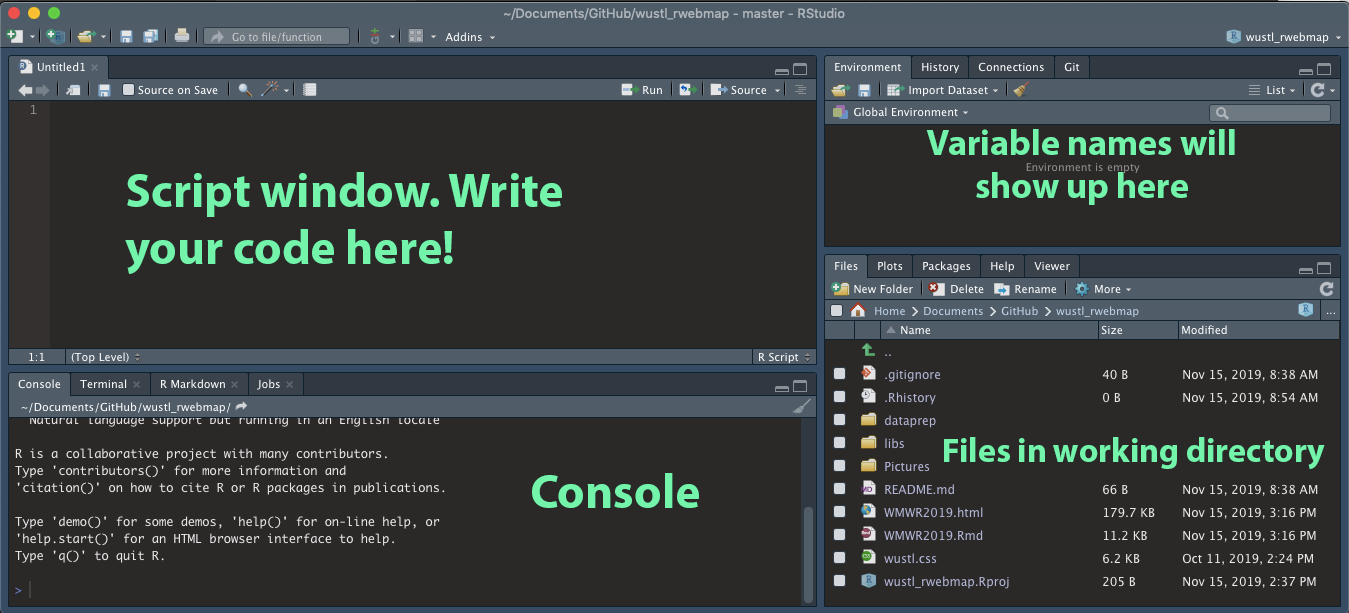 ~/Documents/GitHub/wustl_rwebmap - master - RStudio
Go to file/function
Addins
wustl_rwebmap
Untitled1
Source on Save
Run
Source
1
Script window. Write
your code here!
1:1
(Top Level)
R Script
Console
Terminal
R Markdown
Jobs
~/Documents/GitHub/wustl_rwebmap/
Natural language support but running in an English locale
R is a collaborative project with many contributors.
Type 'contributors()' for more information and
'citation()' on how to cite R or R packages in publications.
Type 'demo()' for some demos, 'help()' for on-line help, or
'help.start()' for an HTML browser interface to help.
Type 'q()' to quit R.
>
Console
Environment
History
Connections
Git
Import Dataset
List
Global Environment
Variable names will
Environment is empty
show up here
Files
Plots
Packages
Help
Viewer
New Folder
Delete
Rename
More
Home
Documents
GitHub
wustl_rwebmap
...
Name
Size
Modified
..
.gitignore 40 B Nov 15, 2019, 8:38 AM
.Rhistory 0 B Nov 15, 2019, 8:54 AM
dataprep
libs
Files in working directory
Pictures
README.md 66 B Nov 15, 2019, 8:38 AM
WMWR2019.html 179.7 KB Nov 15, 2019, 3:16 PM
WMWR2019.Rmd 11.2 KB Nov 15, 2019, 3:16 PM
wustl.css 6.2 KB Oct 11, 2019, 2:24 PM
wustl_rwebmap.Rproj 205 B Nov 15, 2019, 2:37 PM